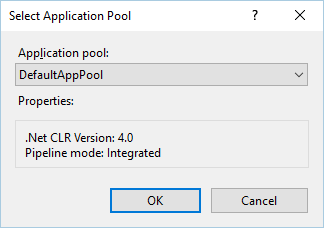 Select Application Pool
?
Application pool:
DefaultAppPool
Properties:
.Net CLR Version: 4.0
Pipeline mode: Integrated
OK
Cancel